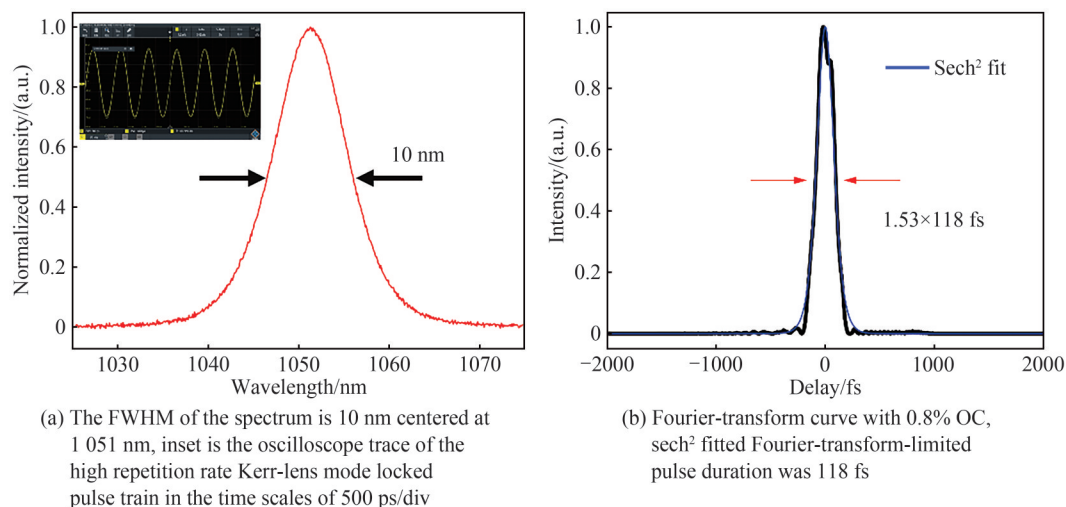 1.0
0.8
0.6
0.4
0.2
0
Normalized intensity/(a.u.)
10 nm
1030 1040 1050 1060 1070
Wavelength/nm
(a) The FWHM of the spectrum is 10 nm centered at
1 051 nm, inset is the oscilloscope trace of the
high repetition rate Kerr-lens mode locked
pulse train in the time scales of 500 ps/div
1.0
0.8
0.6
0.4
0.2
0
Intensity/(a.u.)
Sech² fit
1.53×118 fs
−2000 −1000 0 1000 2000
Delay/fs
(b) Fourier-transform curve with 0.8% OC,
sech² fitted Fourier-transform-limited
pulse duration was 118 fs